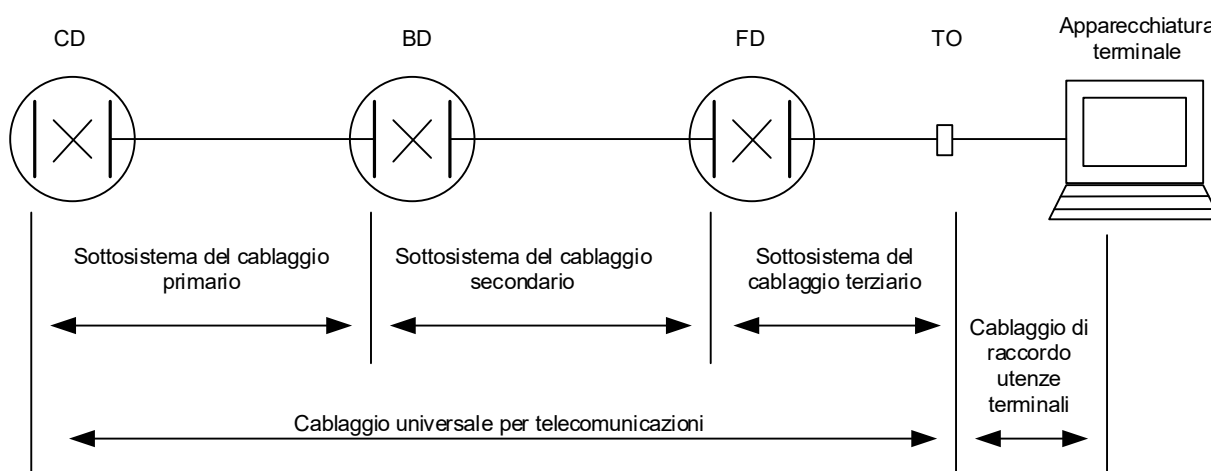 CD
BD
FD
TO
Apparecchiatura
terminale
Sottosistema del cablaggio
primario
Sottosistema del cablaggio
secondario
Sottosistema del
cablaggio terziario
Cablaggio di
raccordo
utenze
terminali
Cablaggio universale per telecomunicazioni